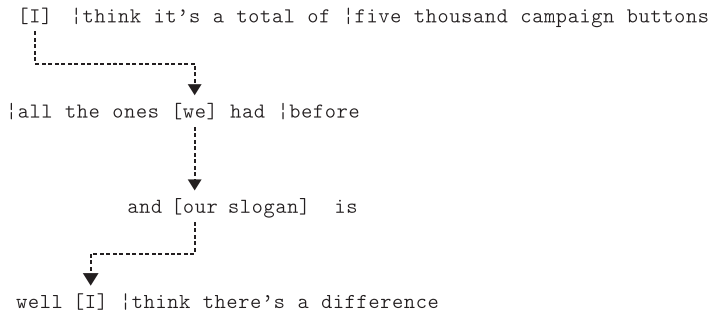 [I] ¦think it's a total of ¦five thousand campaign buttons
¦all the ones [we] had ¦before
and [our slogan] is
well [I] ¦think there's a difference